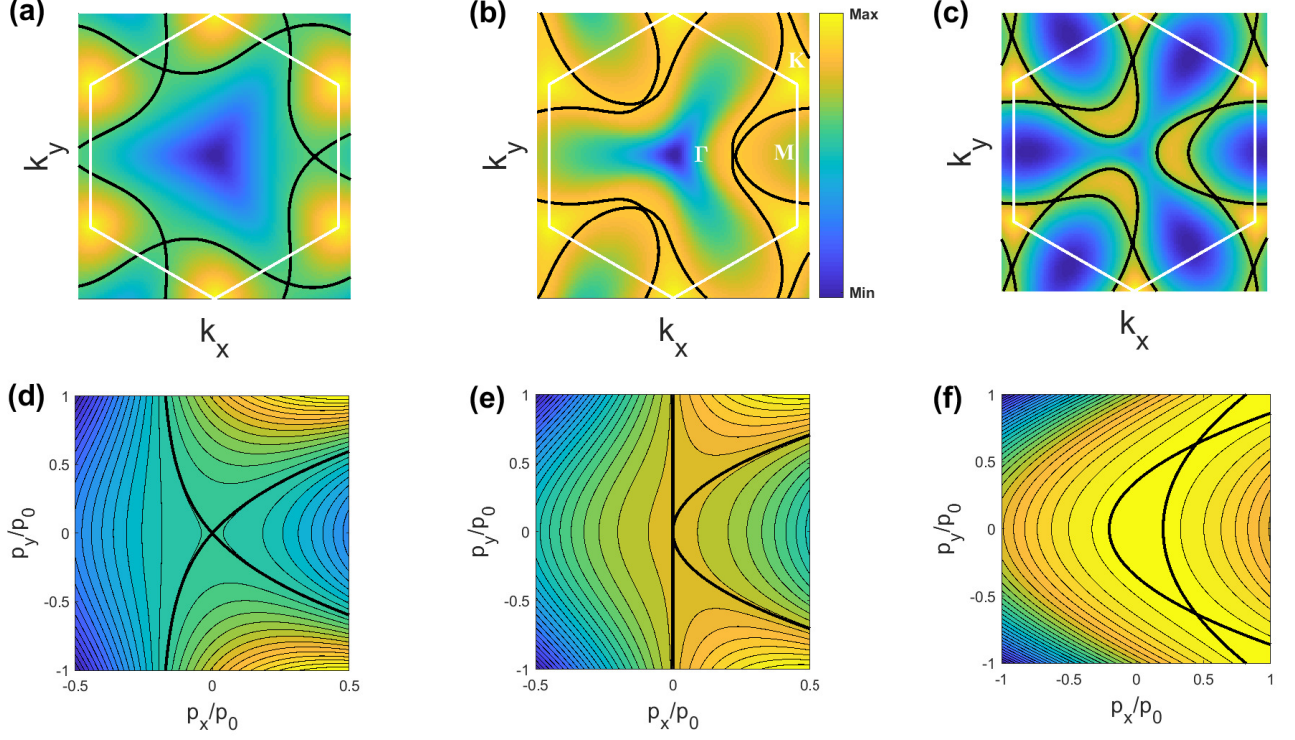 (a)
k_y
k_x
(b)
k_y
K
Γ
M
k_x
Max
Min
(c)
k_y
k_x
(d)
p_y/p_0
1
0.5
0
-0.5
-1
-0.5
0
0.5
p_x/p_0
(e)
p_y/p_0
1
0.5
0
-0.5
-1
-0.5
0
0.5
p_x/p_0
(f)
p_y/p_0
1
0.5
0
-0.5
-1
-1
-0.5
0
0.5
1
p_x/p_0